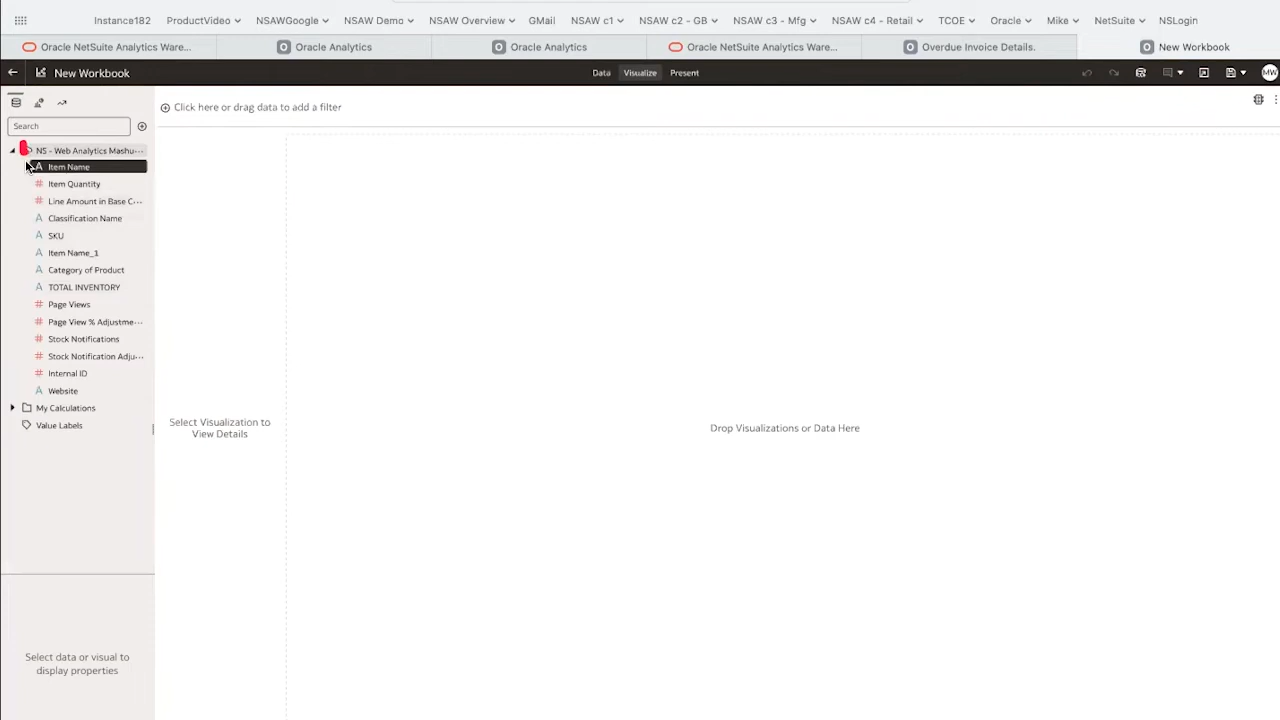 Instance182 ProductVideo NSAWGoogle NSAW Demo NSAW Overview GMail NSAW c1 NSAW c2 - GB NSAW c3 - Mfg NSAW c4 - Retail TCOE Oracle Mike NetSuite NSLogin
Oracle NetSuite Analytics Ware... Oracle Analytics Oracle Analytics Oracle NetSuite Analytics Ware... Overdue Invoice Details. New Workbook
New Workbook Data Visualize Present MW
Click here or drag data to add a filter
Search
NS - Web Analytics Mashu...
A Item Name
# Item Quantity
# Line Amount in Base C...
A Classification Name
A SKU
A Item Name_1
A Category of Product
A TOTAL INVENTORY
# Page Views
# Page View % Adjustme...
# Stock Notifications
# Stock Notification Adju...
# Internal ID
A Website
My Calculations
Value Labels
Select Visualization to
View Details
Drop Visualizations or Data Here
Select data or visual to
display properties